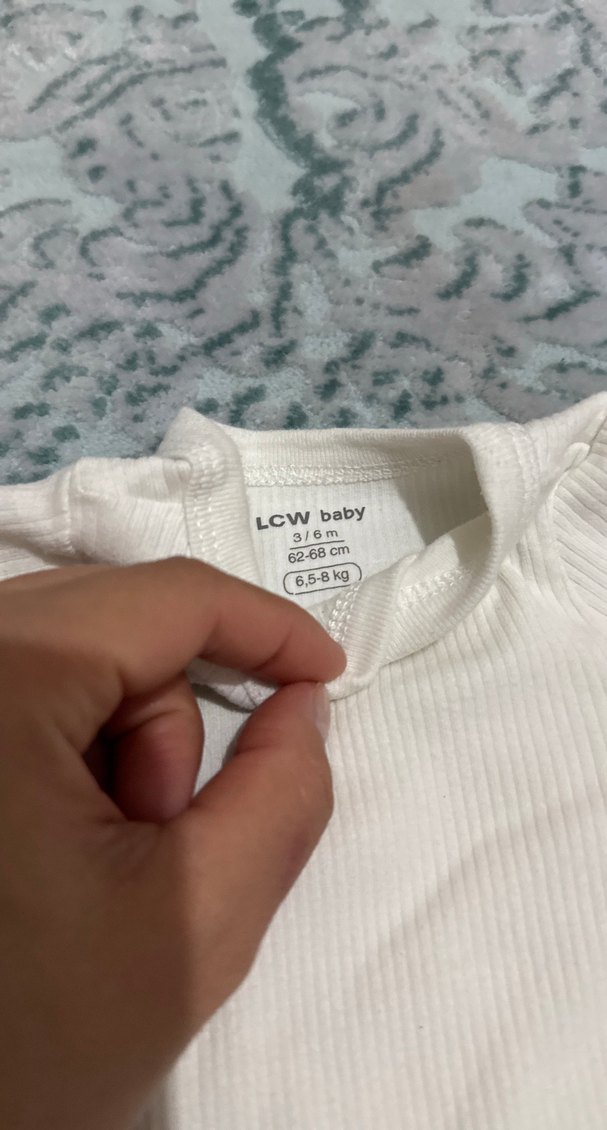 LCW baby
3/6 m
62-68 cm
6,5-8 kg